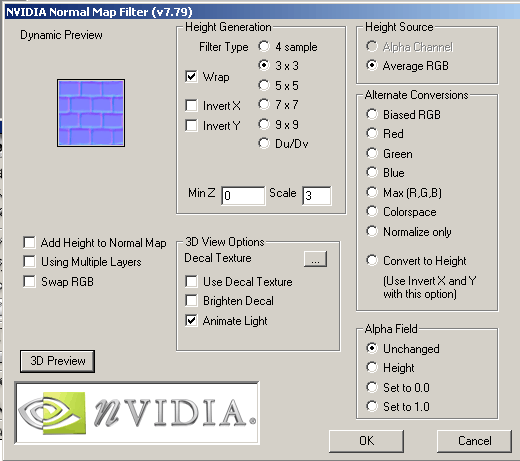 NVIDIA Normal Map Filter (v7.79)
Dynamic Preview
Height Generation
Filter Type
4 sample
3 x 3
5 x 5
7 x 7
9 x 9
Du/Dv
Wrap
Invert X
Invert Y
Min Z 0 Scale 3
Height Source
Alpha Channel
Average RGB
Alternate Conversions
Biased RGB
Red
Green
Blue
Max (R,G,B)
Colorspace
Normalize only
Convert to Height
(Use Invert X and Y
with this option)
Add Height to Normal Map
Using Multiple Layers
Swap RGB
3D View Options
Decal Texture ...
Use Decal Texture
Brighten Decal
Animate Light
Alpha Field
Unchanged
Height
Set to 0.0
Set to 1.0
3D Preview
nVIDIA®
OK
Cancel